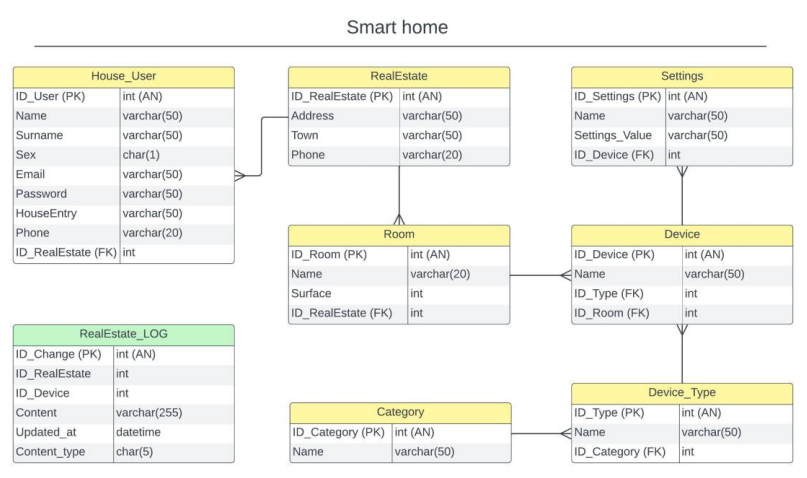 Smart home
House_User
ID_User (PK) int (AN)
Name varchar(50)
Surname varchar(50)
Sex char(1)
Email varchar(50)
Password varchar(50)
HouseEntry varchar(50)
Phone varchar(20)
ID_RealEstate (FK) int
RealEstate
ID_RealEstate (PK) int (AN)
Address varchar(50)
Town varchar(50)
Phone varchar(20)
Settings
ID_Settings (PK) int (AN)
Name varchar(50)
Settings_Value varchar(50)
ID_Device (FK) int
Room
ID_Room (PK) int (AN)
Name varchar(20)
Surface int
ID_RealEstate (FK) int
Device
ID_Device (PK) int (AN)
Name varchar(50)
ID_Type (FK) int
ID_Room (FK) int
RealEstate_LOG
ID_Change (PK) int (AN)
ID_RealEstate int
ID_Device int
Content varchar(255)
Updated_at datetime
Content_type char(5)
Category
ID_Category (PK) int (AN)
Name varchar(50)
Device_Type
ID_Type (PK) int (AN)
Name varchar(50)
ID_Category (FK) int